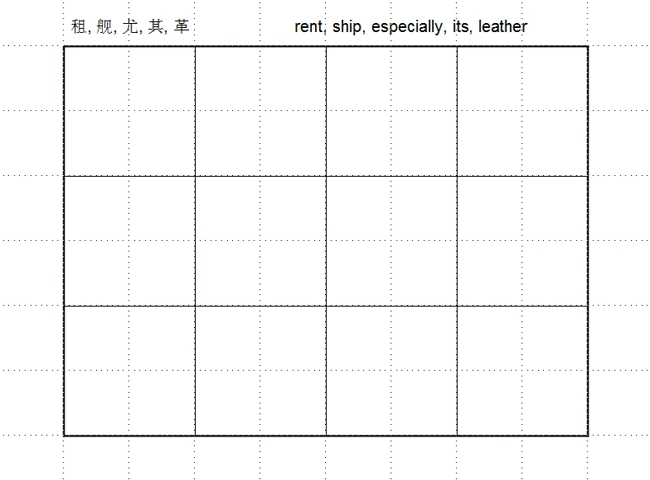 租, 舰, 尤, 其, 革 rent, ship, especially, its, leather